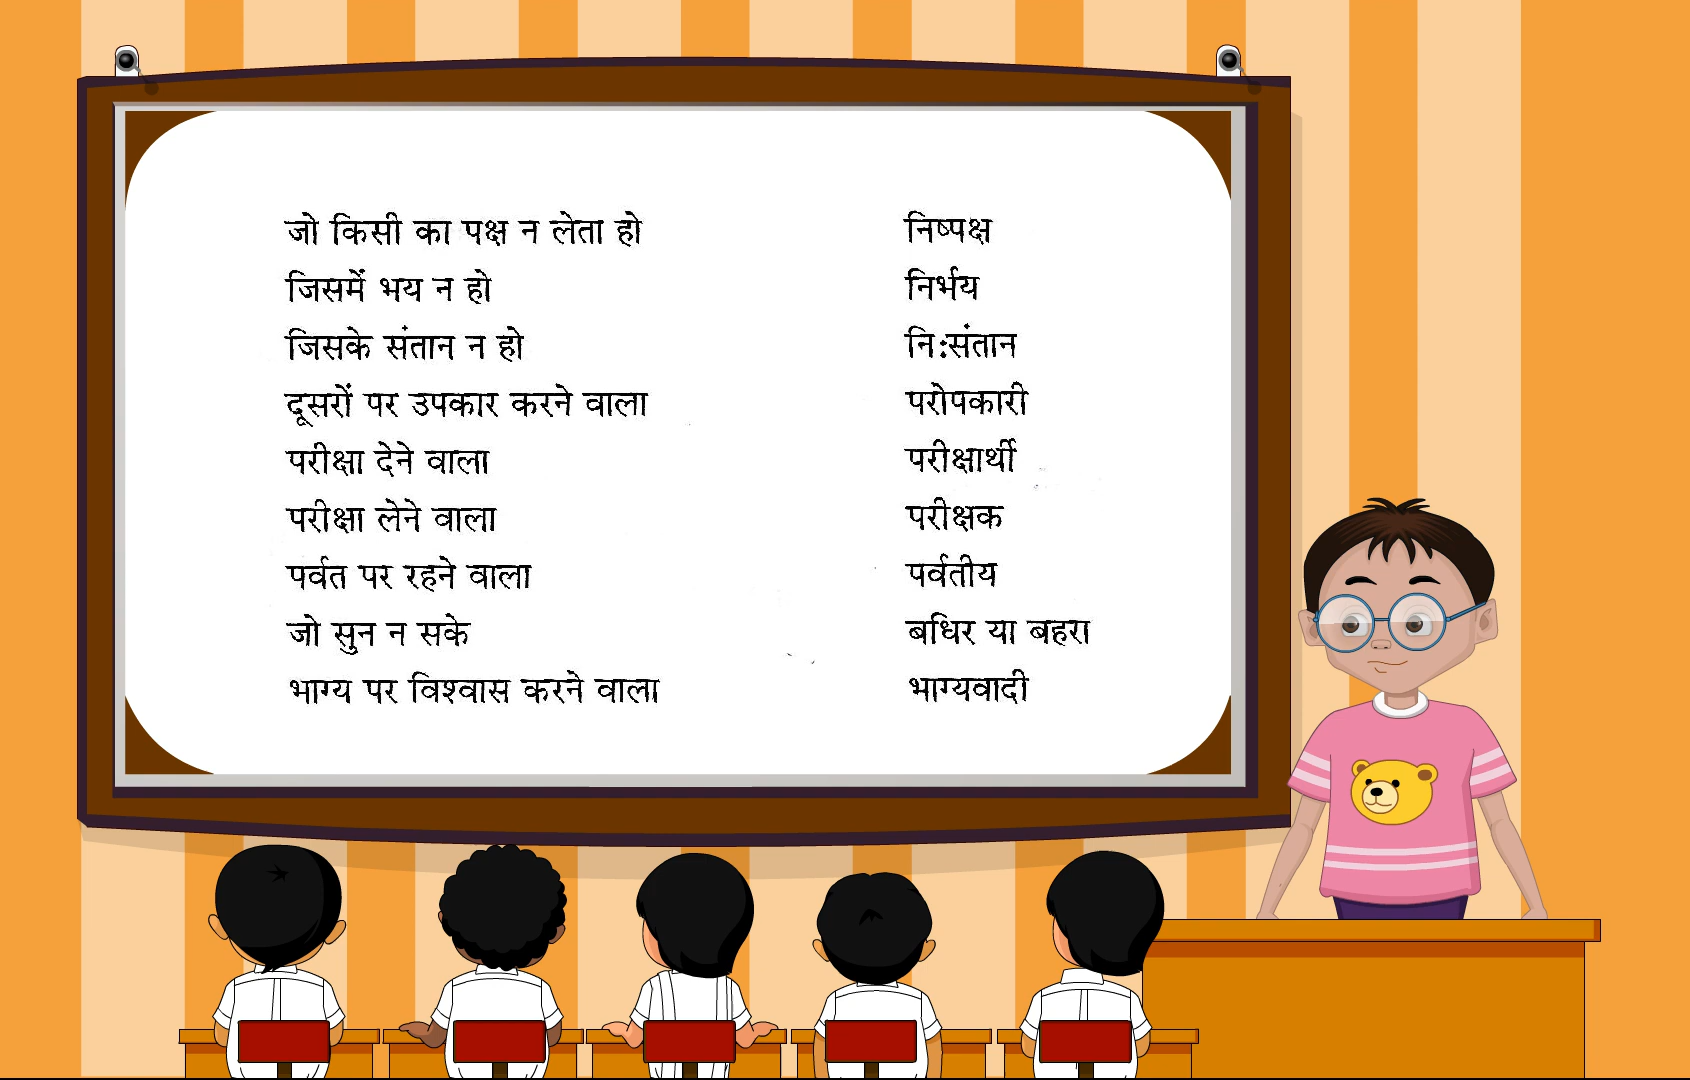 जो किसी का पक्ष न लेता हो निष्पक्ष
जिसमें भय न हो निर्भय
जिसके संतान न हो नि:संतान
दूसरों पर उपकार करने वाला परोपकारी
परीक्षा देने वाला परीक्षार्थी
परीक्षा लेने वाला परीक्षक
पर्वत पर रहने वाला पर्वतीय
जो सुन न सके बधिर या बहरा
भाग्य पर विश्वास करने वाला भाग्यवादी